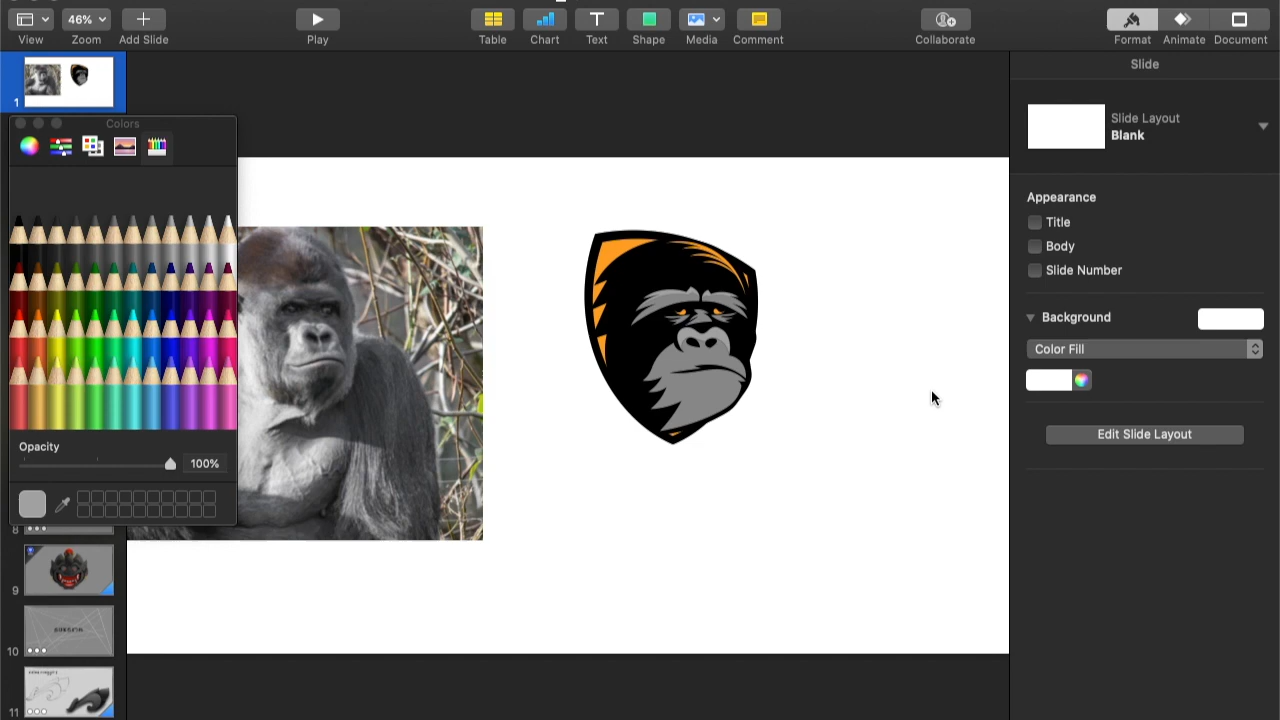 46%
View
Zoom
Add Slide
Play
Table
Chart
Text
Shape
Media
Comment
Collaborate
Format
Animate
Document
Slide
1
Colors
Slide Layout
Blank
Appearance
Title
Body
Slide Number
Background
Color Fill
Edit Slide Layout
Opacity
100%
8
9
10
11